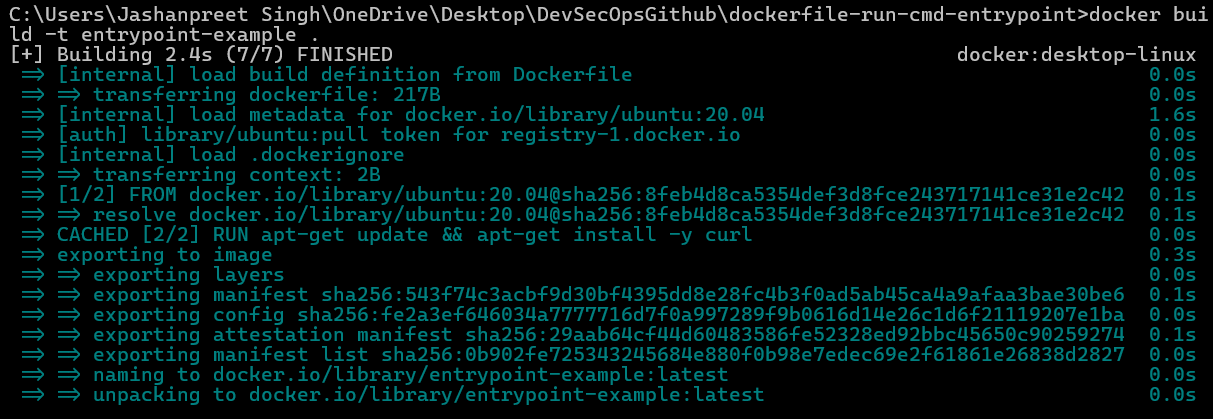 C:\Users\Jashanpreet Singh\OneDrive\Desktop\DevSecOpsGithub\dockerfile-run-cmd-entrypoint>docker bui
ld -t entrypoint-example .
[+] Building 2.4s (7/7) FINISHED docker:desktop-linux
=> [internal] load build definition from Dockerfile 0.0s
=> => transferring dockerfile: 217B 0.0s
=> [internal] load metadata for docker.io/library/ubuntu:20.04 1.6s
=> [auth] library/ubuntu:pull token for registry-1.docker.io 0.0s
=> [internal] load .dockerignore 0.0s
=> => transferring context: 2B 0.0s
=> [1/2] FROM docker.io/library/ubuntu:20.04@sha256:8feb4d8ca5354def3d8fce243717141ce31e2c42 0.1s
=> => resolve docker.io/library/ubuntu:20.04@sha256:8feb4d8ca5354def3d8fce243717141ce31e2c42 0.1s
=> CACHED [2/2] RUN apt-get update && apt-get install -y curl 0.0s
=> exporting to image 0.3s
=> => exporting layers 0.0s
=> => exporting manifest sha256:543f74c3acbf9d30bf4395dd8e28fc4b3f0ad5ab45ca4a9afaa3bae30be6 0.1s
=> => exporting config sha256:fe2a3ef646034a7777716d7f0a997289f9b0616d14e26c1d6f21119207e1ba 0.0s
=> => exporting attestation manifest sha256:29aab64cf44d60483586fe52328ed92bbc45650c90259274 0.1s
=> => exporting manifest list sha256:0b902fe725343245684e880f0b98e7edec69e2f61861e26838d2827 0.0s
=> => naming to docker.io/library/entrypoint-example:latest 0.0s
=> => unpacking to docker.io/library/entrypoint-example:latest 0.0s